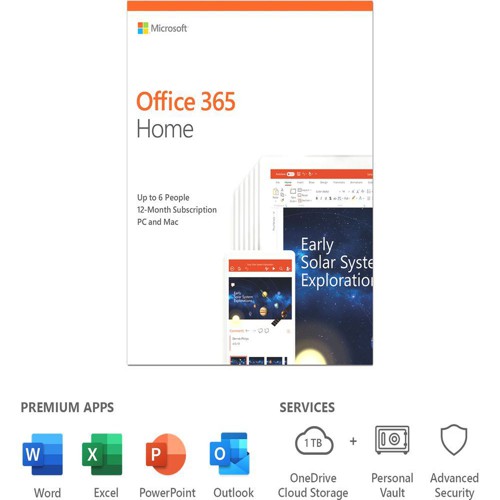 Microsoft
Office 365
Home
Up to 6 People
12-Month Subscription
PC and Mac
Early
Solar Syste
Exploration
Early
Solar System
Exploration
PREMIUM APPS
SERVICES
W
X
P
O
1 TB
+
Word
Excel
PowerPoint
Outlook
OneDrive
Cloud Storage
Personal
Vault
Advanced
Security